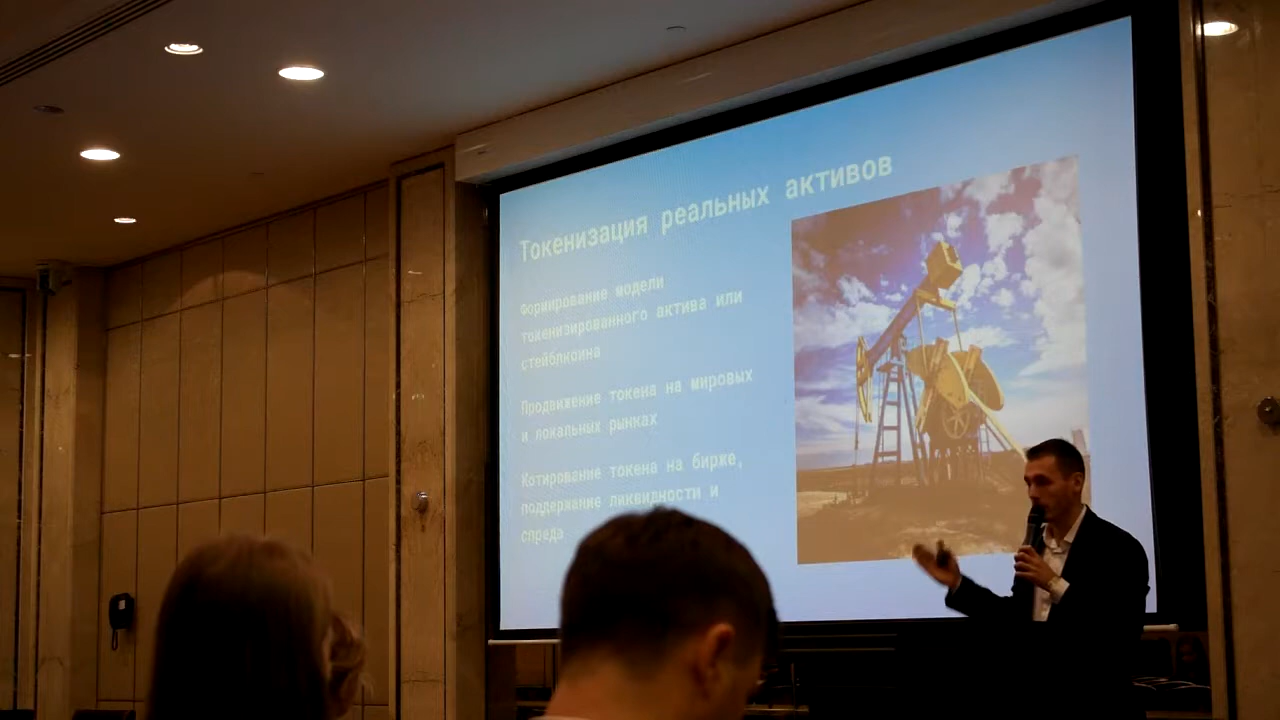 Токенизация реальных активов
Формирование модели
токенизированного актива или
стейблкоина
Продвижение токена на мировых
и локальных рынках
Котирование токена на бирже,
поддержание ликвидности и
спреда